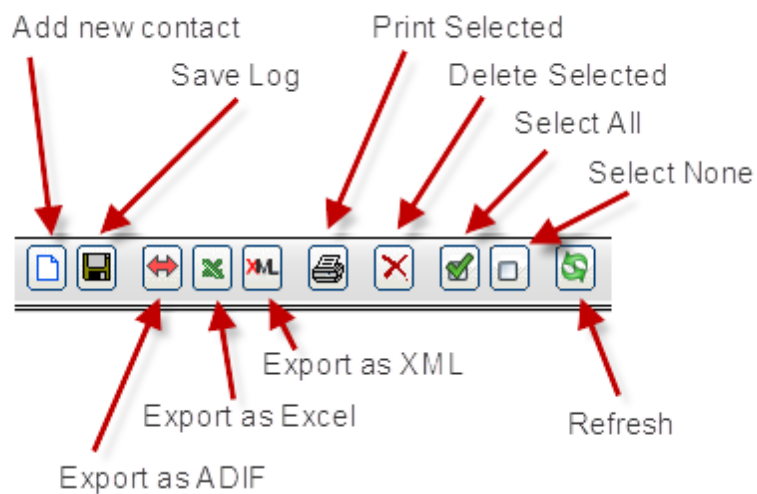 Add new contact
Print Selected
Save Log
Delete Selected
Select All
Select None
XML
Export as XML
Export as Excel
Refresh
Export as ADIF